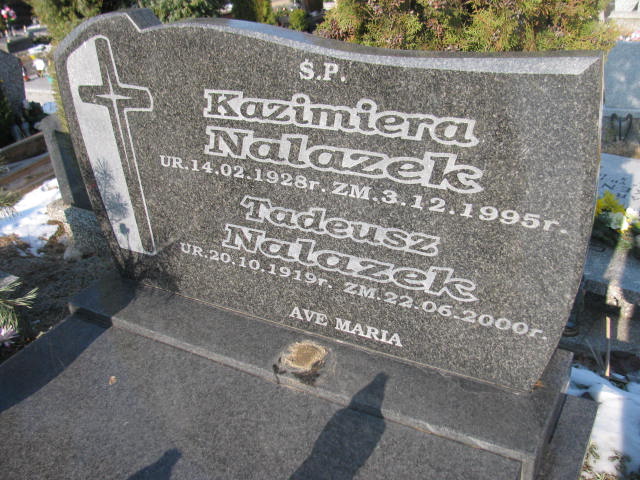 Ś.P.
Kazimiera
Nalazek
UR.14.02.1928r. ZM.3.12.1995r.
Tadeusz
Nalazek
UR.20.10.1919r. ZM.22.06.2000r.
AVE MARIA